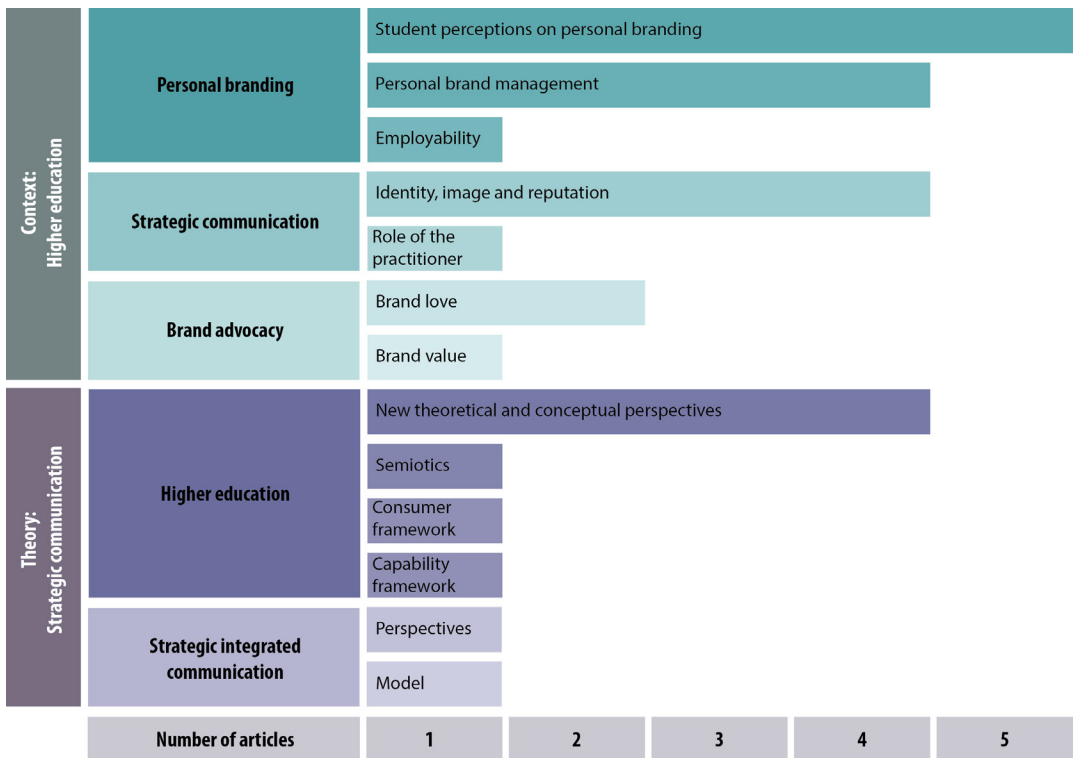 Context:
Higher education
Personal branding
Student perceptions on personal branding
Personal brand management
Employability
Strategic communication
Identity, image and reputation
Role of the
practitioner
Brand advocacy
Brand love
Brand value
Theory:
Strategic communication
Higher education
New theoretical and conceptual perspectives
Semiotics
Consumer
framework
Capability
framework
Strategic integrated
communication
Perspectives
Model
Number of articles
1
2
3
4
5